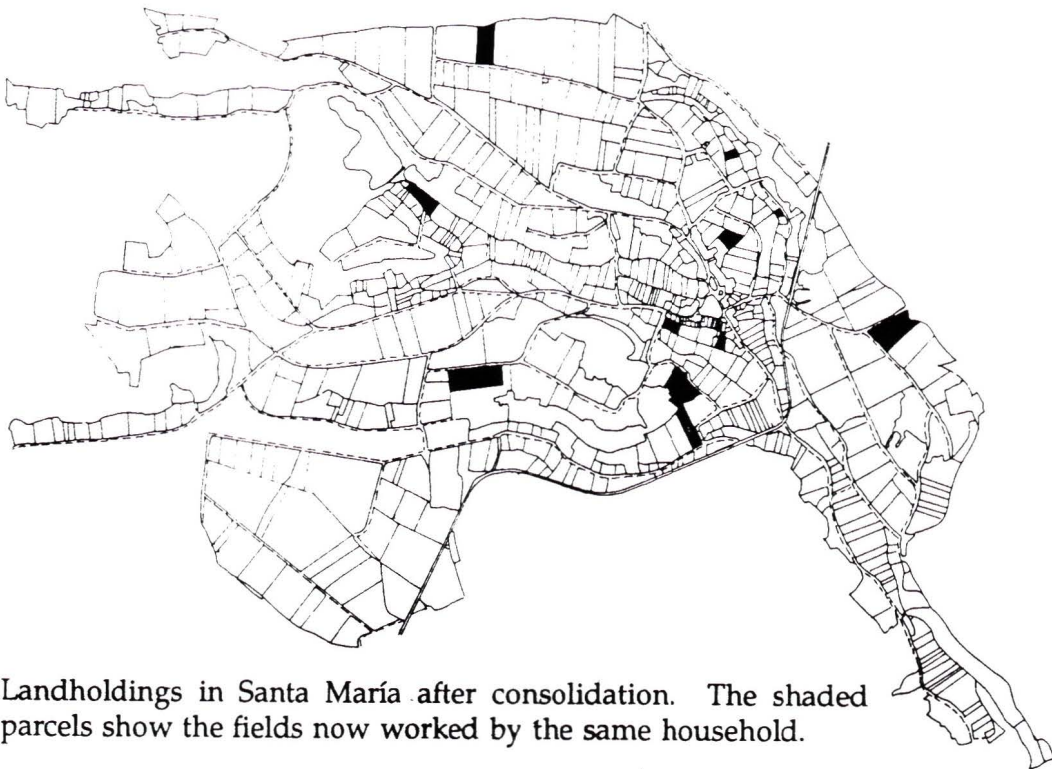 Landholdings in Santa María after consolidation. The shaded
parcels show the fields now worked by the same household.